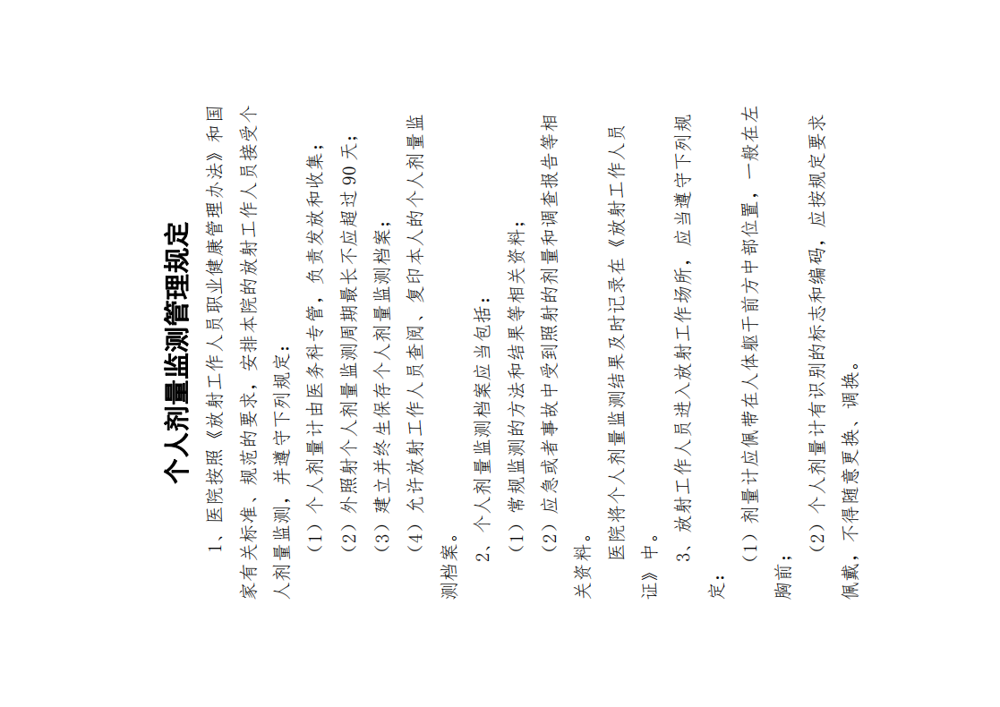 个人剂量监测管理规定
1、医院按照《放射工作人员职业健康管理办法》和国
家有关标准、规范的要求，安排本院的放射工作人员接受个
人剂量监测，并遵守下列规定：
（1）个人剂量计由医务科专管，负责发放和收集；
（2）外照射个人剂量监测周期最长不应超过 90 天；
（3）建立并终生保存个人剂量监测档案；
（4）允许放射工作人员查阅、复印本人的个人剂量监
测档案。
2、个人剂量监测档案应当包括：
（1）常规监测的方法和结果等相关资料；
（2）应急或者事故中受到照射的剂量和调查报告等相
关资料。
医院将个人剂量监测结果及时记录在《放射工作人员
证》中。
3、放射工作人员进入放射工作场所，应当遵守下列规
定：
（1）剂量计应佩带在人体躯干前方中部位置，一般在左
胸前；
（2）个人剂量计有识别的标志和编码，应按规定要求
佩戴，不得随意更换、调换。